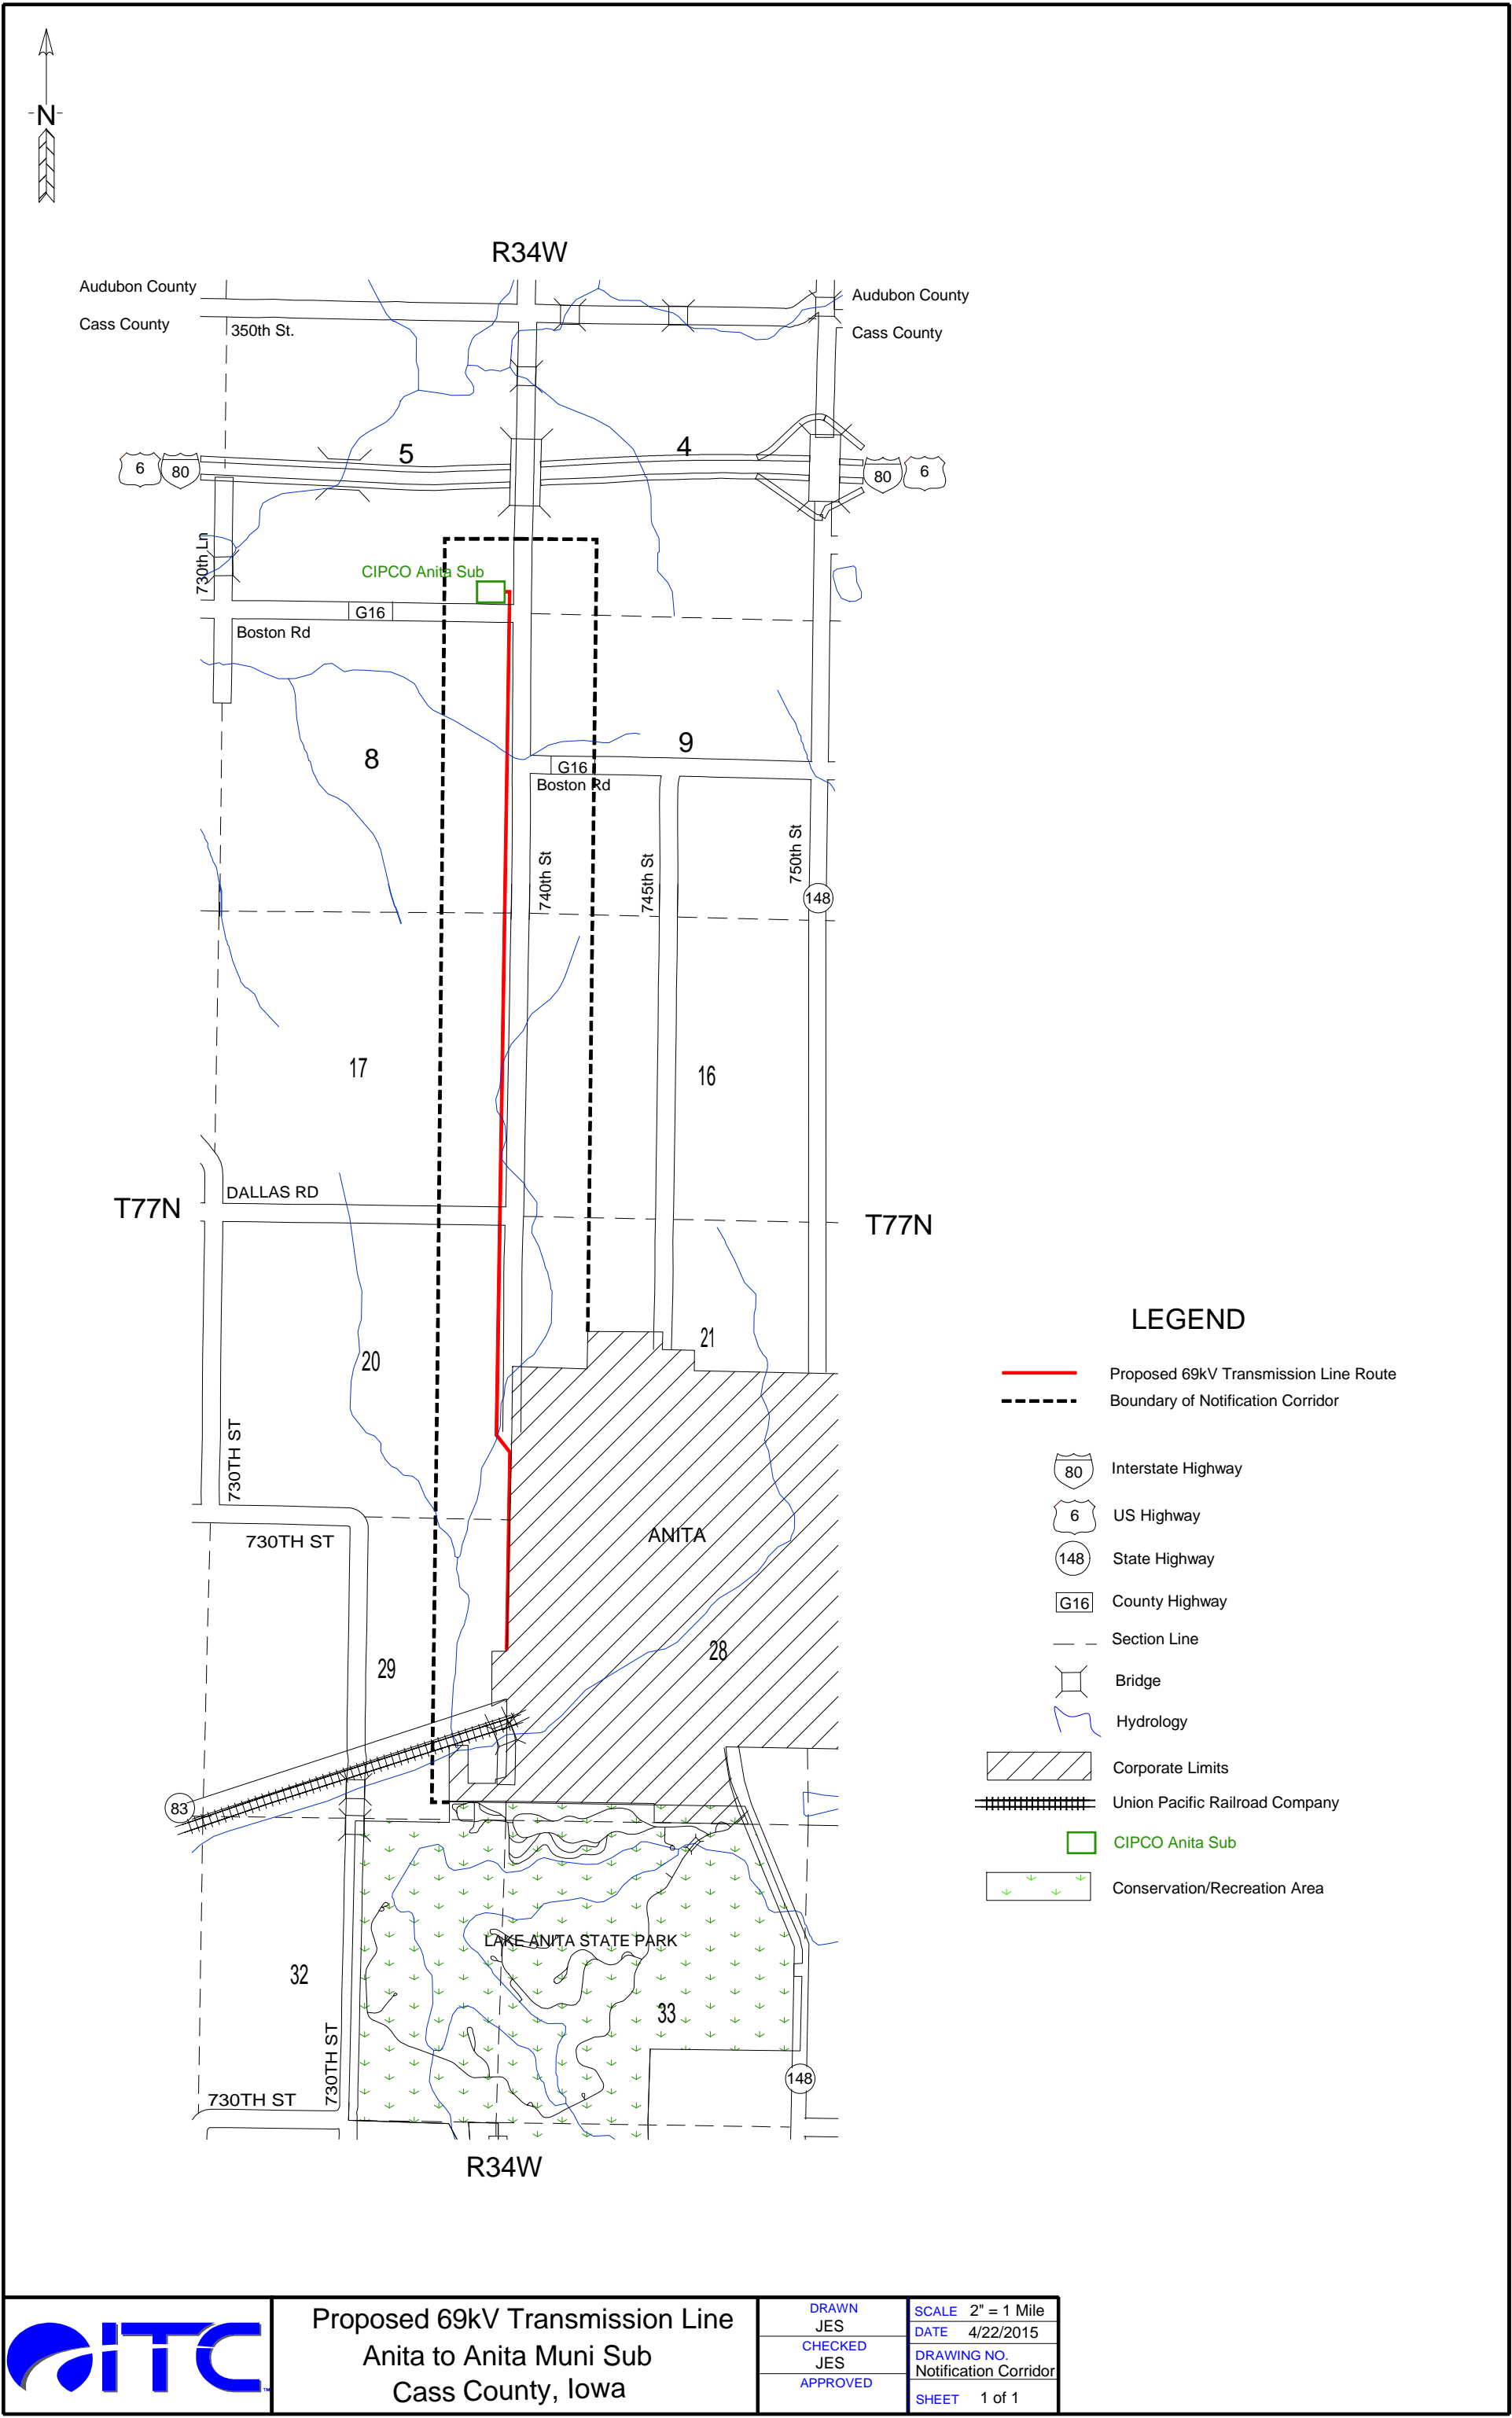 N
R34W
Audubon County
Audubon County
Cass County
350th St.
Cass County
5
4
6
80
80
6
730th Ln
CIPCO Anita Sub
G16
Boston Rd
8
9
G16
Boston Rd
740th St
745th St
750th St
148
17
16
DALLAS RD
T77N
T77N
LEGEND
21
20
Proposed 69kV Transmission Line Route
Boundary of Notification Corridor
730TH ST
80
Interstate Highway
6
US Highway
730TH ST
ANITA
148
State Highway
G16
County Highway
Section Line
28
29
Bridge
Hydrology
Corporate Limits
83
Union Pacific Railroad Company
CIPCO Anita Sub
Conservation/Recreation Area
LAKE ANITA STATE PARK
32
33
730TH ST
148
730TH ST
R34W
ITC
Proposed 69kV Transmission Line
Anita to Anita Muni Sub
Cass County, Iowa
DRAWN
JES
CHECKED
JES
APPROVED
SCALE 2" = 1 Mile
DATE 4/22/2015
DRAWING NO.
Notification Corridor
SHEET 1 of 1